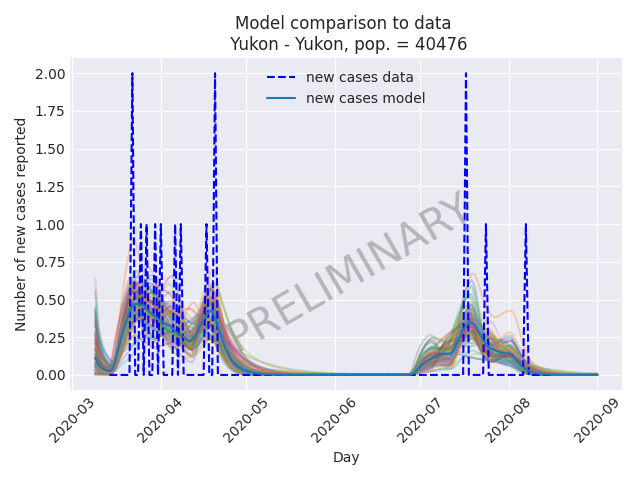 Model comparison to data
Yukon - Yukon, pop. = 40476
new cases data
new cases model
2.00
1.75
1.50
1.25
1.00
0.75
0.50
0.25
0.00
Number of new cases reported
PRELIMINARY
2020-03
2020-04
2020-05
2020-06
2020-07
2020-08
2020-09
Day